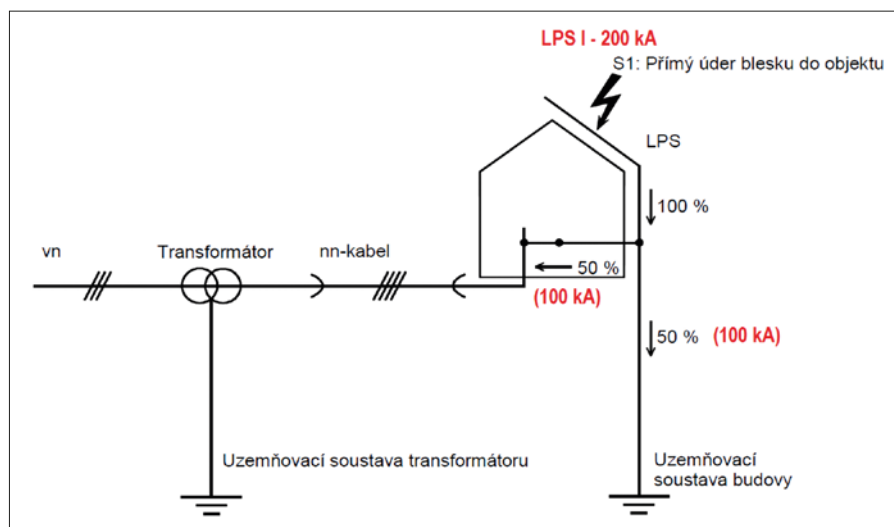 LPS I - 200 kA
S1: Přímý úder blesku do objektu
LPS
100 %
vn
Transformátor
nn-kabel
50 %
(100 kA)
50 % (100 kA)
Uzemňovací soustava transformátoru
Uzemňovací
soustava budovy